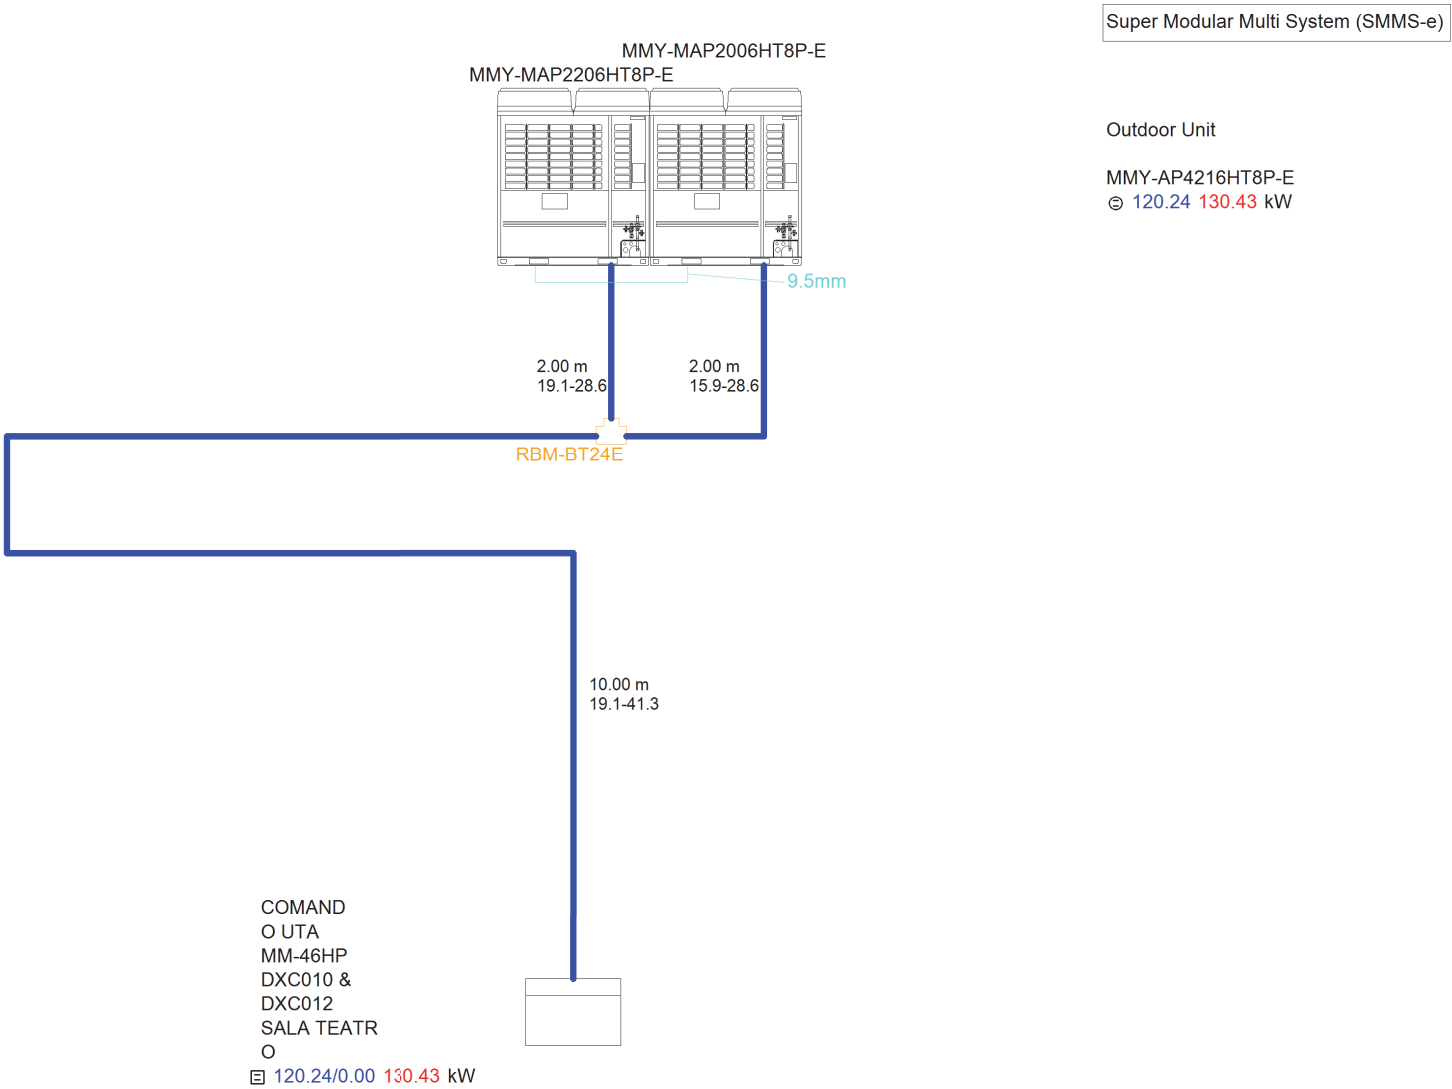 Super Modular Multi System (SMMS-e)
MMY-MAP2006HT8P-E
MMY-MAP2206HT8P-E
Outdoor Unit
MMY-AP4216HT8P-E
120.24 130.43 kW
9.5mm
2.00 m
19.1-28.6
2.00 m
15.9-28.6
RBM-BT24E
10.00 m
19.1-41.3
COMAND
O UTA
MM-46HP
DXC010 &
DXC012
SALA TEATR
O
120.24/0.00 130.43 kW